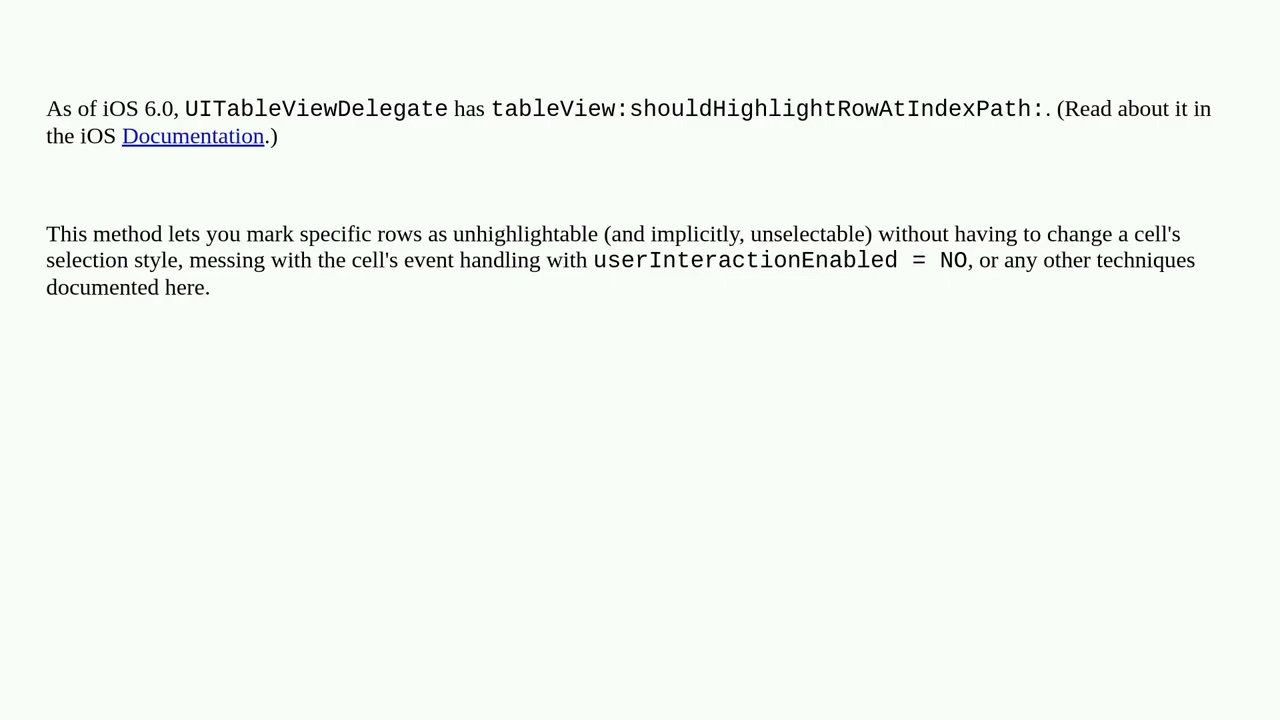 As of iOS 6.0, UITableViewDelegate has tableView:shouldHighlightRowAtIndexPath:. (Read about it in
the iOS Documentation.)
This method lets you mark specific rows as unhighlightable (and implicitly, unselectable) without having to change a cell's
selection style, messing with the cell's event handling with userInteractionEnabled = NO, or any other techniques
documented here.